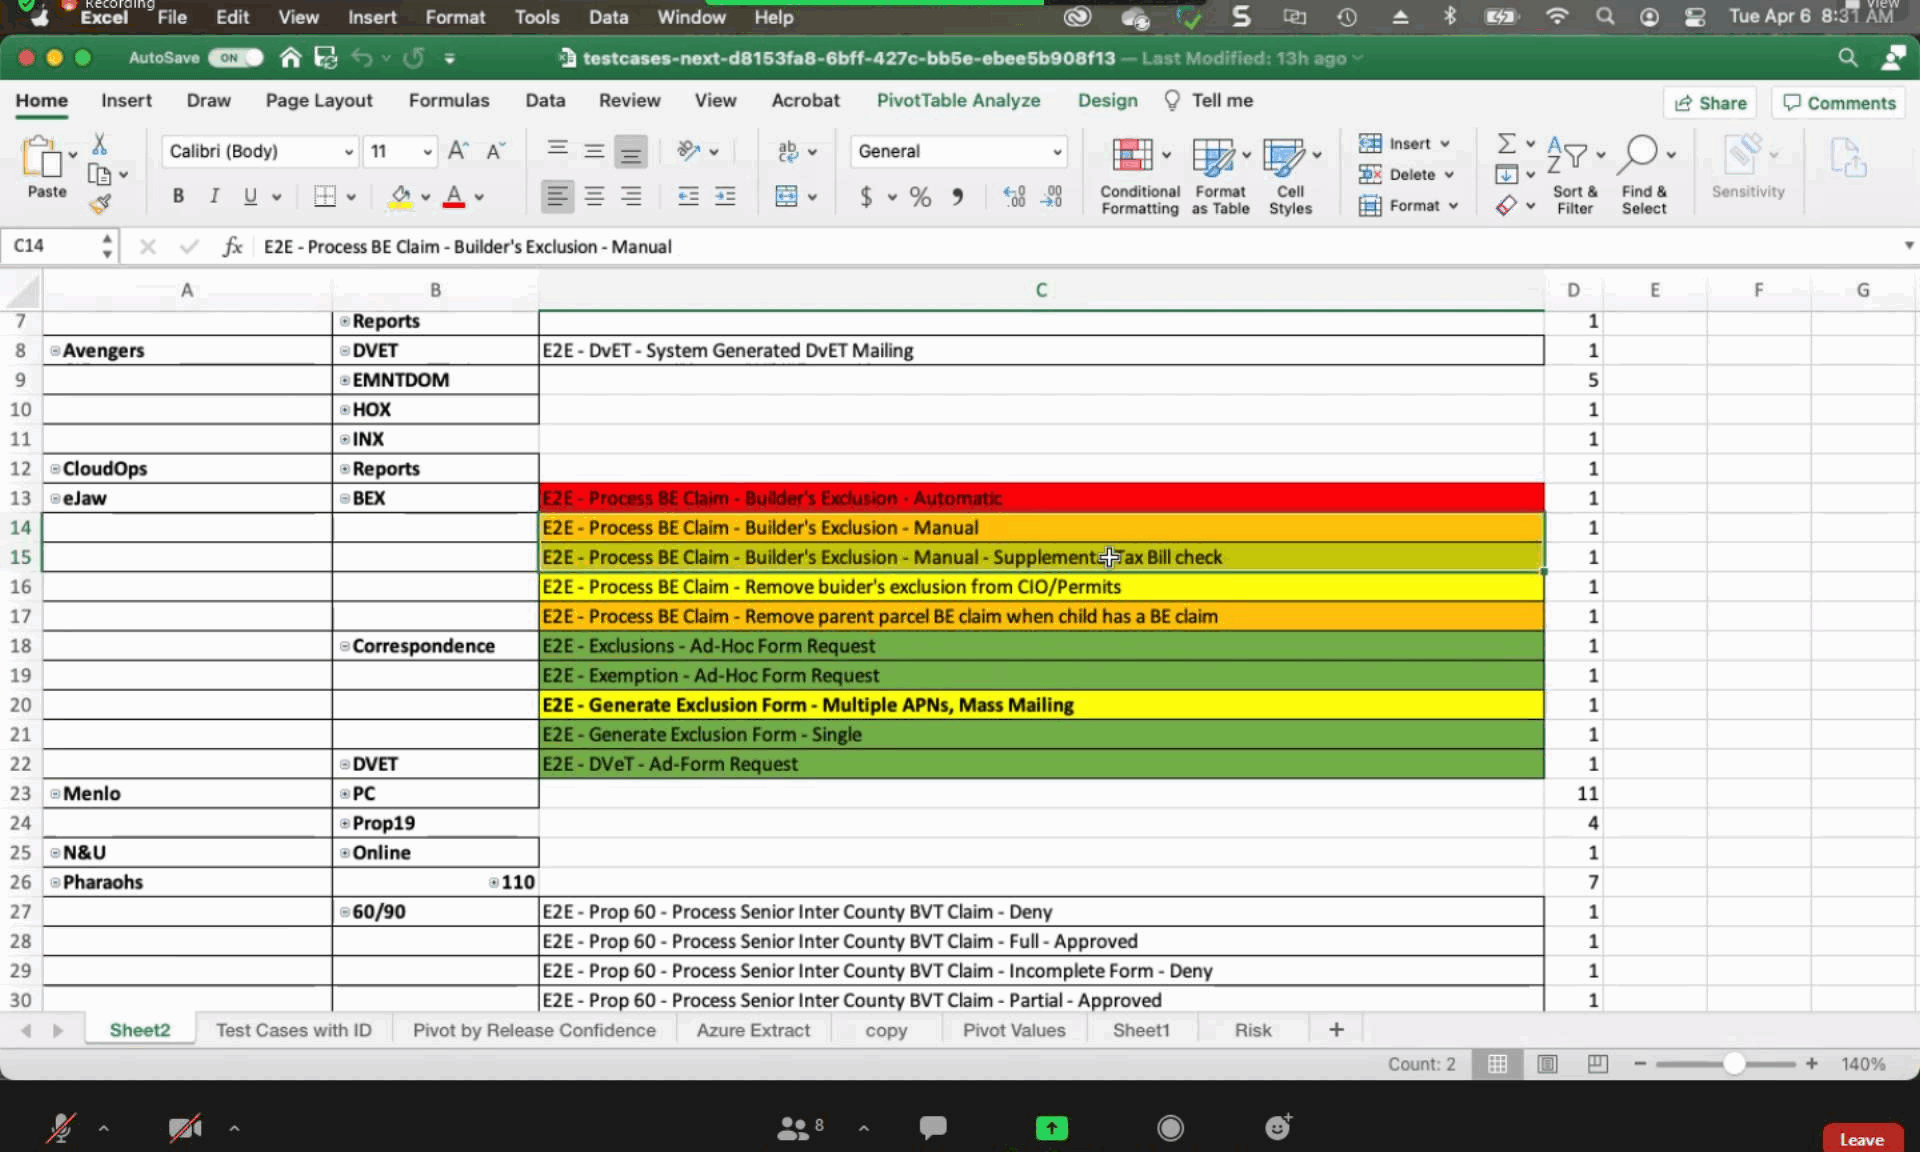 Recording
View
Excel File Edit View Insert Format Tools Data Window Help
Tue Apr 6 8:31 AM
AutoSave ON
testcases-next-d8153fa8-6bff-427c-bb5e-ebee5b908f13 — Last Modified: 13h ago
Home Insert Draw Page Layout Formulas Data Review View Acrobat PivotTable Analyze Design Tell me
Share Comments
Paste
Calibri (Body) 11
B I U
General
$ %
Conditional Formatting
Format as Table
Cell Styles
Insert
Delete
Format
Sort & Filter
Find & Select
Sensitivity
C14 fx E2E - Process BE Claim - Builder's Exclusion - Manual
A B C D E F G
7 Reports 1
8 Avengers DVET E2E - DvET - System Generated DvET Mailing 1
9 EMNTDOM 5
10 HOX 1
11 INX 1
12 CloudOps Reports 1
13 eJaw BEX E2E - Process BE Claim - Builder's Exclusion - Automatic 1
14 E2E - Process BE Claim - Builder's Exclusion - Manual 1
15 E2E - Process BE Claim - Builder's Exclusion - Manual - Supplement Tax Bill check 1
16 E2E - Process BE Claim - Remove buider's exclusion from CIO/Permits 1
17 E2E - Process BE Claim - Remove parent parcel BE claim when child has a BE claim 1
18 Correspondence E2E - Exclusions - Ad-Hoc Form Request 1
19 E2E - Exemption - Ad-Hoc Form Request 1
20 E2E - Generate Exclusion Form - Multiple APNs, Mass Mailing 1
21 E2E - Generate Exclusion Form - Single 1
22 DVET E2E - DVeT - Ad-Form Request 1
23 Menlo PC 11
24 Prop19 4
25 N&U Online 1
26 Pharaohs 110 7
27 60/90 E2E - Prop 60 - Process Senior Inter County BVT Claim - Deny 1
28 E2E - Prop 60 - Process Senior Inter County BVT Claim - Full - Approved 1
29 E2E - Prop 60 - Process Senior Inter County BVT Claim - Incomplete Form - Deny 1
30 E2E - Prop 60 - Process Senior Inter County BVT Claim - Partial - Approved 1
Sheet2 Test Cases with ID Pivot by Release Confidence Azure Extract copy Pivot Values Sheet1 Risk +
Count: 2 − + 140%
8
Leave